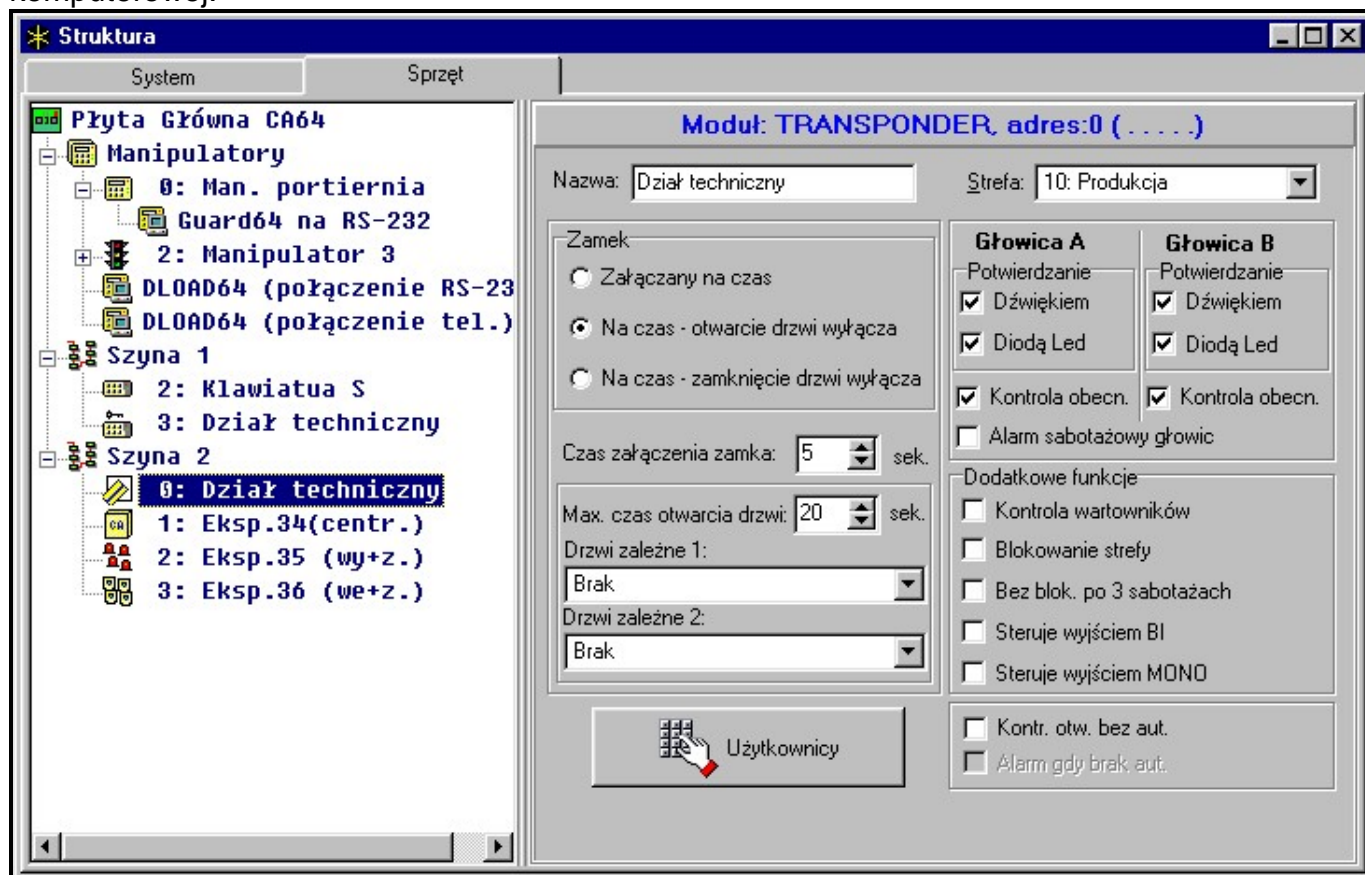 komputerowej.
Struktura
System
Sprzęt
Płyta Główna CA64
Manipulatory
0: Man. portiernia
Guard64 na RS-232
2: Manipulator 3
DLOAD64 (połączenie RS-23
DLOAD64 (połączenie tel.)
Szyna 1
2: Klawiatua S
3: Dział techniczny
Szyna 2
0: Dział techniczny
1: Eksp.34(centr.)
2: Eksp.35 (wy+z.)
3: Eksp.36 (we+z.)
Moduł: TRANSPONDER, adres:0 ( . . . . .)
Nazwa: Dział techniczny
Strefa: 10: Produkcja
Zamek
Załączany na czas
Na czas - otwarcie drzwi wyłącza
Na czas - zamknięcie drzwi wyłącza
Czas załączenia zamka: 5 sek.
Max. czas otwarcia drzwi: 20 sek.
Drzwi zależne 1:
Brak
Drzwi zależne 2:
Brak
Użytkownicy
Głowica A
Głowica B
Potwierdzanie
Potwierdzanie
Dźwiękiem
Dźwiękiem
Diodą Led
Diodą Led
Kontrola obecn.
Kontrola obecn.
Alarm sabotażowy głowic
Dodatkowe funkcje
Kontrola wartowników
Blokowanie strefy
Bez blok. po 3 sabotażach
Steruje wyjściem BI
Steruje wyjściem MONO
Kontr. otw. bez aut.
Alarm gdy brak aut.